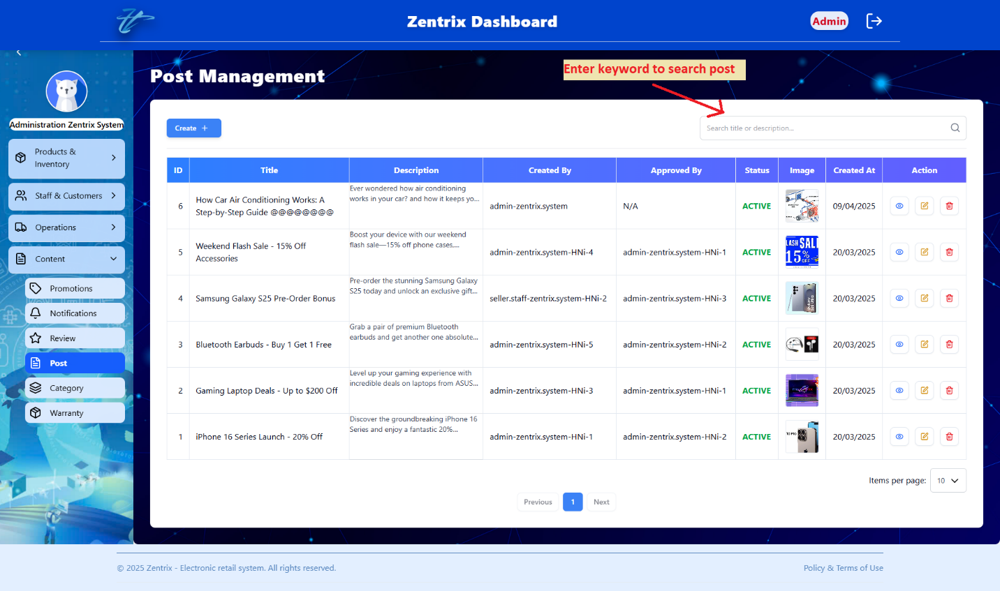 Zentrix Dashboard
Admin
Post Management
Enter keyword to search post
Administration Zentrix System
Products &
Inventory
Staff & Customers
Operations
Content
Promotions
Notifications
Review
Post
Category
Warranty
Create +
Search title or description...
ID Title Description Created By Approved By Status Image Created At Action
6 How Car Air Conditioning Works: A Step-by-Step Guide @@@@@@@@ Ever wondered how air conditioning works in your car? and how it keeps yo... admin-zentrix.system N/A ACTIVE 09/04/2025
5 Weekend Flash Sale - 15% Off Accessories Boost your device with our weekend flash sale—15% off phone cases,... admin-zentrix.system-HNi-4 admin-zentrix.system-HNi-1 ACTIVE LASH SALE 15% OFF 20/03/2025
4 Samsung Galaxy S25 Pre-Order Bonus Pre-order the stunning Samsung Galaxy S25 today and unlock an exclusive gift... seller.staff-zentrix.system-HNi-2 admin-zentrix.system-HNi-3 ACTIVE 20/03/2025
3 Bluetooth Earbuds - Buy 1 Get 1 Free Grab a pair of premium Bluetooth earbuds and get another one absolute... admin-zentrix.system-HNi-5 admin-zentrix.system-HNi-2 ACTIVE 20/03/2025
2 Gaming Laptop Deals - Up to $200 Off Level up your gaming experience with incredible deals on laptops from ASUS... admin-zentrix.system-HNi-3 admin-zentrix.system-HNi-1 ACTIVE 20/03/2025
1 iPhone 16 Series Launch - 20% Off Discover the groundbreaking iPhone 16 Series and enjoy a fantastic 20%... admin-zentrix.system-HNi-1 admin-zentrix.system-HNi-2 ACTIVE 20/03/2025
Items per page: 10
Previous 1 Next
© 2025 Zentrix - Electronic retail system. All rights reserved.
Policy & Terms of Use